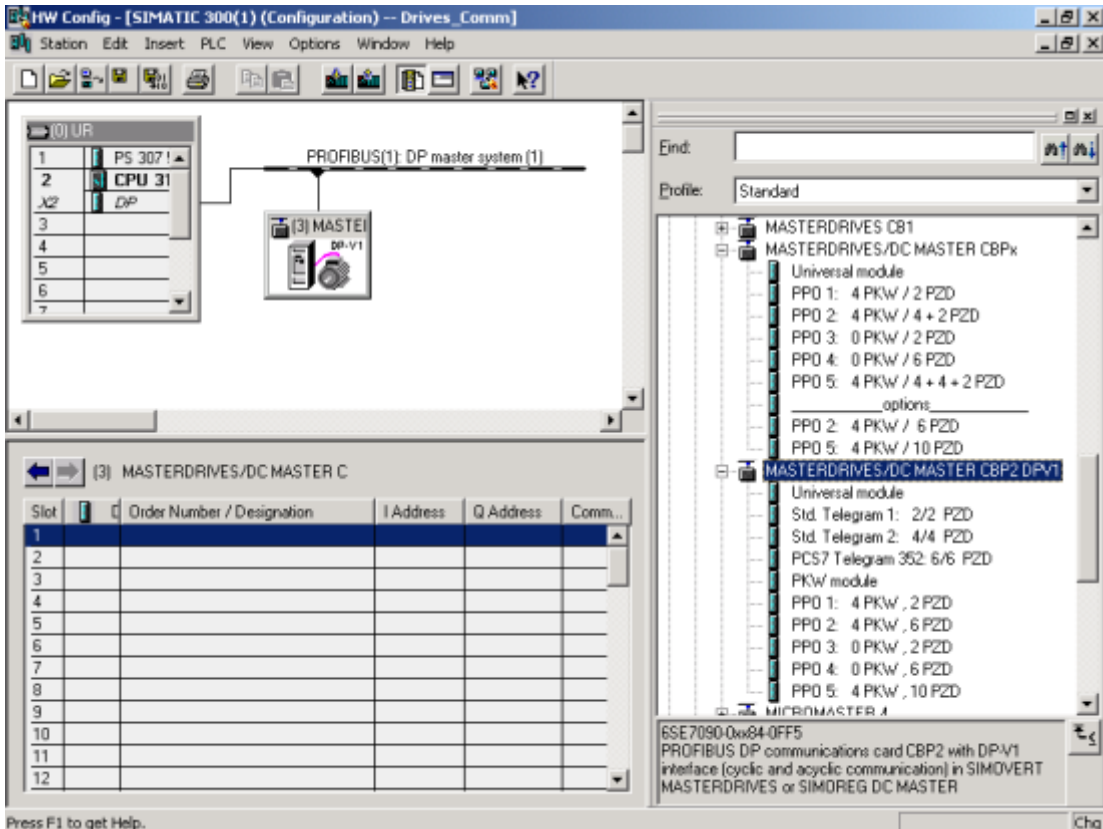 HW Config - [SIMATIC 300(1) (Configuration) -- Drives_Comm]
Station Edit Insert PLC View Options Window Help
(0) UR
1 PS 307 5
2 CPU 31
X2 DP
3
4
5
6
7
PROFIBUS(1): DP master system (1)
(3) MASTE
DP-V1
Find:
Profile: Standard
MASTERDRIVES CB1
MASTERDRIVES/DC MASTER CBPx
Universal module
PPO 1: 4 PKW / 2 PZD
PPO 2: 4 PKW / 4 + 2 PZD
PPO 3: 0 PKW / 2 PZD
PPO 4: 0 PKW / 6 PZD
PPO 5: 4 PKW / 4 + 4 + 2 PZD
__________options__________
PPO 2: 4 PKW / 6 PZD
PPO 5: 4 PKW / 10 PZD
MASTERDRIVES/DC MASTER CBP2 DPV1
Universal module
Std. Telegram 1: 2/2 PZD
Std. Telegram 2: 4/4 PZD
PCS7 Telegram 352: 6/6 PZD
PKW module
PPO 1: 4 PKW , 2 PZD
PPO 2: 4 PKW , 6 PZD
PPO 3: 0 PKW , 2 PZD
PPO 4: 0 PKW , 6 PZD
PPO 5: 4 PKW , 10 PZD
MICROMASTER 4
6SE7090-0xx84-0FF5
PROFIBUS DP communications card CBP2 with DP-V1
interface (cyclic and acyclic communication) in SIMOVERT
MASTERDRIVES or SIMOREG DC MASTER
(3) MASTERDRIVES/DC MASTER C
Slot D Order Number / Designation I Address Q Address Comm...
1
2
3
4
5
6
7
8
9
10
11
12
Press F1 to get Help.
Chg